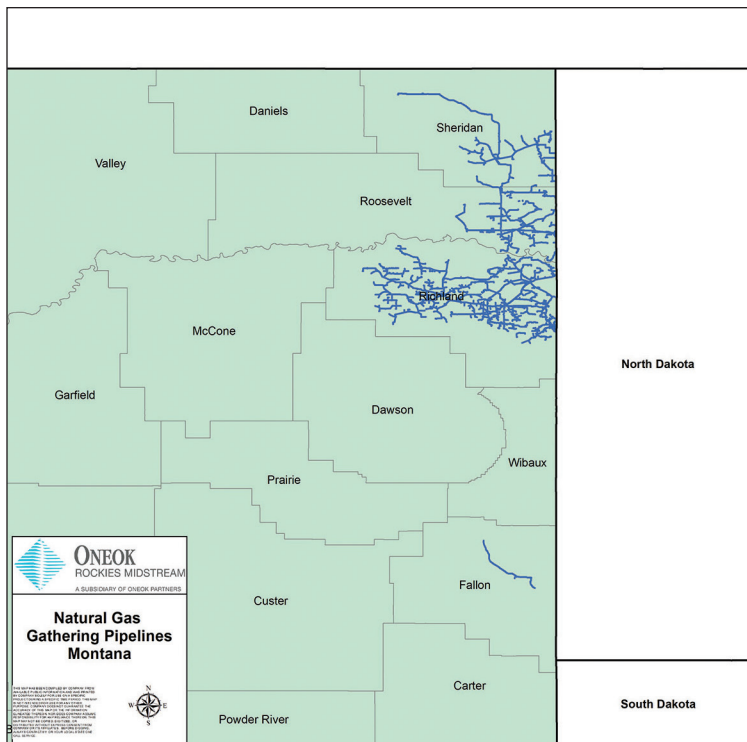 Daniels
Sheridan
Valley
Roosevelt
Richland
McCone
North Dakota
Garfield
Dawson
Wibaux
Prairie
ONEOK
ROCKIES MIDSTREAM
A SUBSIDIARY OF ONEOK PARTNERS
Fallon
Custer
Natural Gas
Gathering Pipelines
Montana
Carter
N
W
E
S
South Dakota
Powder River